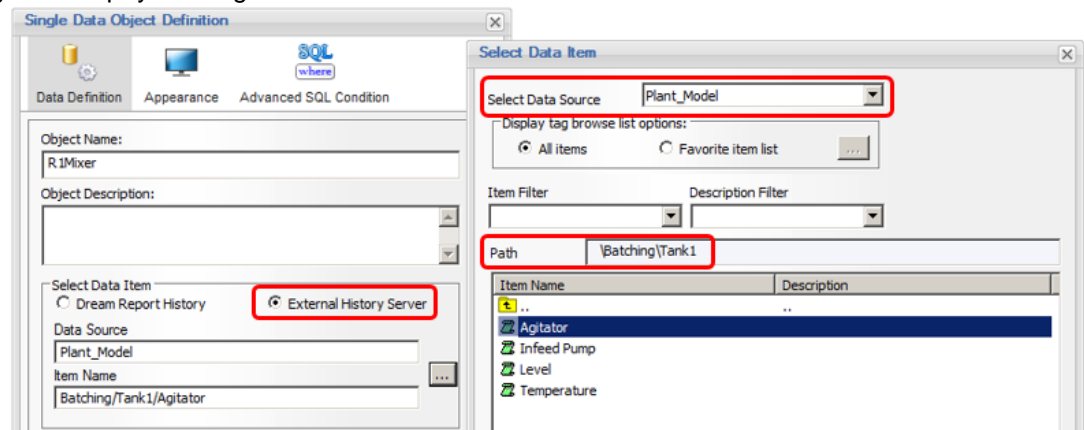 Single Data Object Definition
SQL
where
Data Definition Appearance Advanced SQL Condition
Object Name:
R1Mixer
Object Description:
Select Data Item
Dream Report History External History Server
Data Source
Plant_Model
Item Name
...
Batching/Tank1/Agitator
Select Data Item
Select Data Source Plant_Model
Display tag browse list options:
All items Favorite item list ...
Item Filter Description Filter
Path \Batching\Tank1
Item Name Description
.. ..
Agitator
Infeed Pump
Level
Temperature